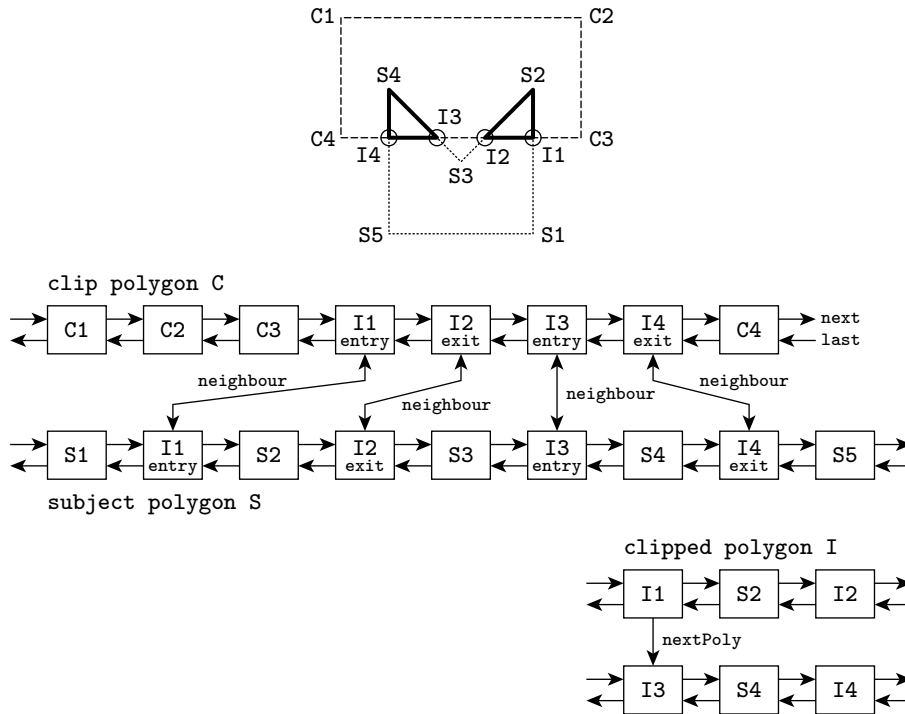 C1 C2
S4 S2
I3
C4 I4 I2 I1 C3
S3
S5 S1
clip polygon C
C1 C2 C3 I1 I2 I3 I4 C4 next
entry exit entry exit last
neighbour neighbour neighbour neighbour
S1 I1 S2 I2 S3 I3 S4 I4 S5
entry exit entry exit
subject polygon S
clipped polygon I
I1 S2 I2
nextPoly
I3 S4 I4